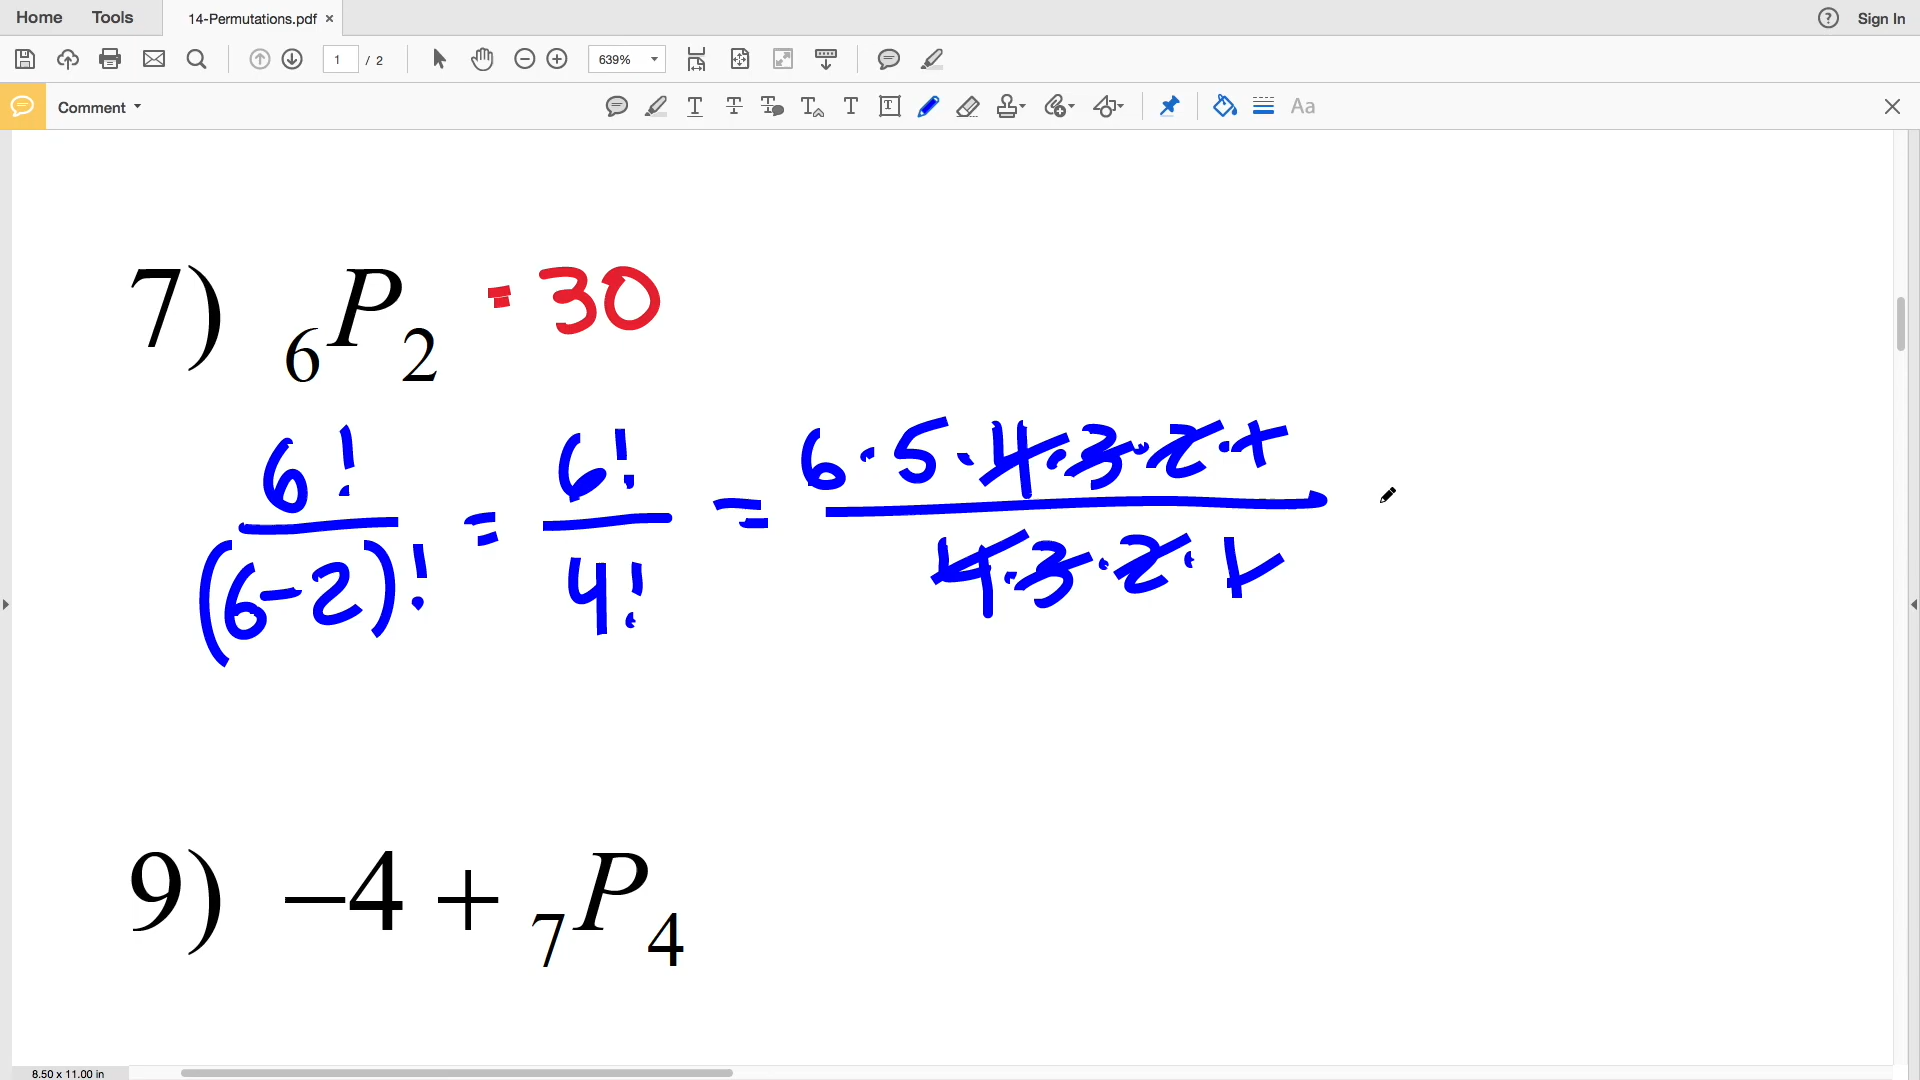 Home Tools 14-Permutations.pdf × ? Sign In
1 / 2 639%
Comment Aa
7) ₆P₂ = 30
6!/(6-2)! = 6!/4! = 6·5·4·3·2·1/4·3·2·1
9) −4 + ₇P₄
8.50 x 11.00 in